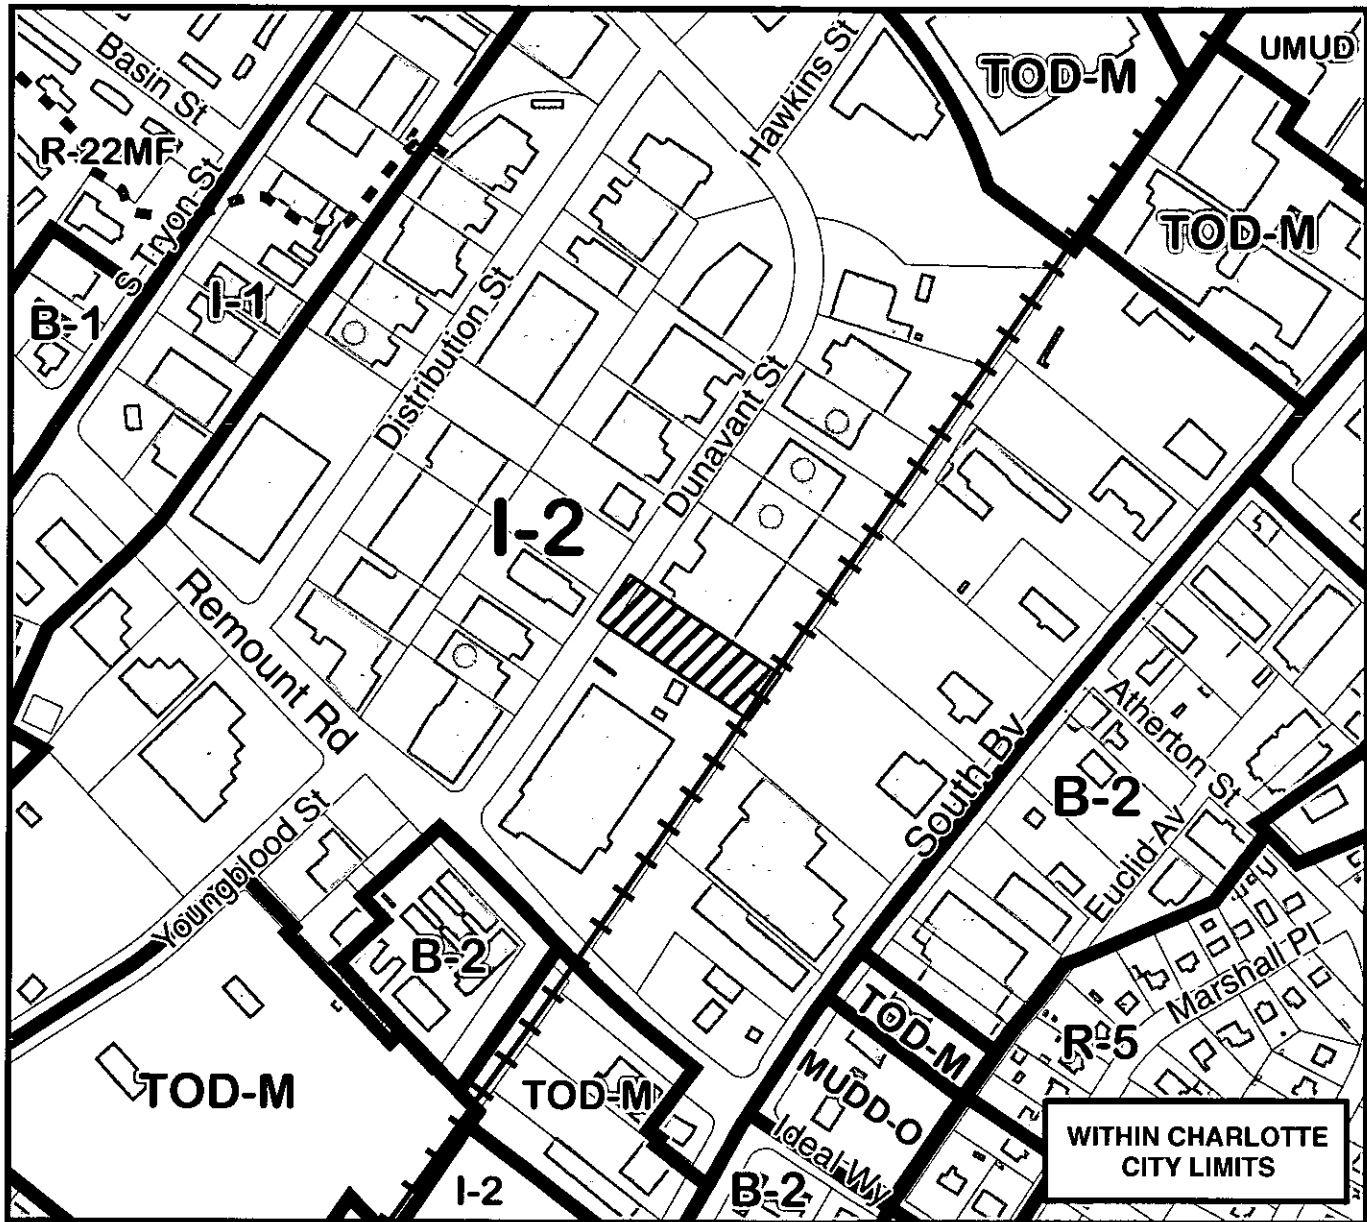 Basin St
Hawkins St
TOD-M
UMUD
R-22MF
S Tryon St
TOD-M
B-1
I-1
Distribution St
Dunavant St
I-2
Remount Rd
Atherton St
South Bv
B-2
Euclid Av
Youngblood St
B-2
Marshall Pl
TOD-M
R-5
TOD-M
TOD-M
MUDD-O
Ideal Wy
I-2
B-2
WITHIN CHARLOTTE
CITY LIMITS